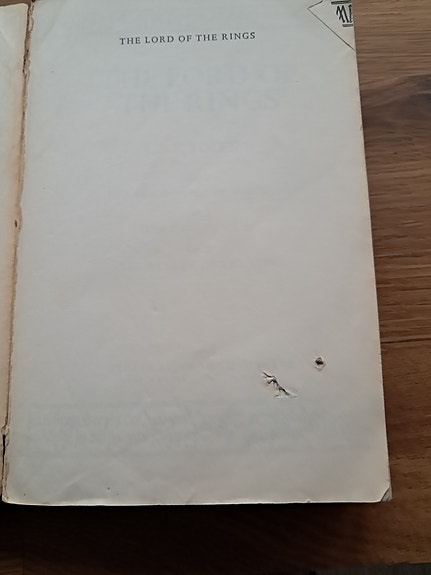 THE LORD OF THE RINGS